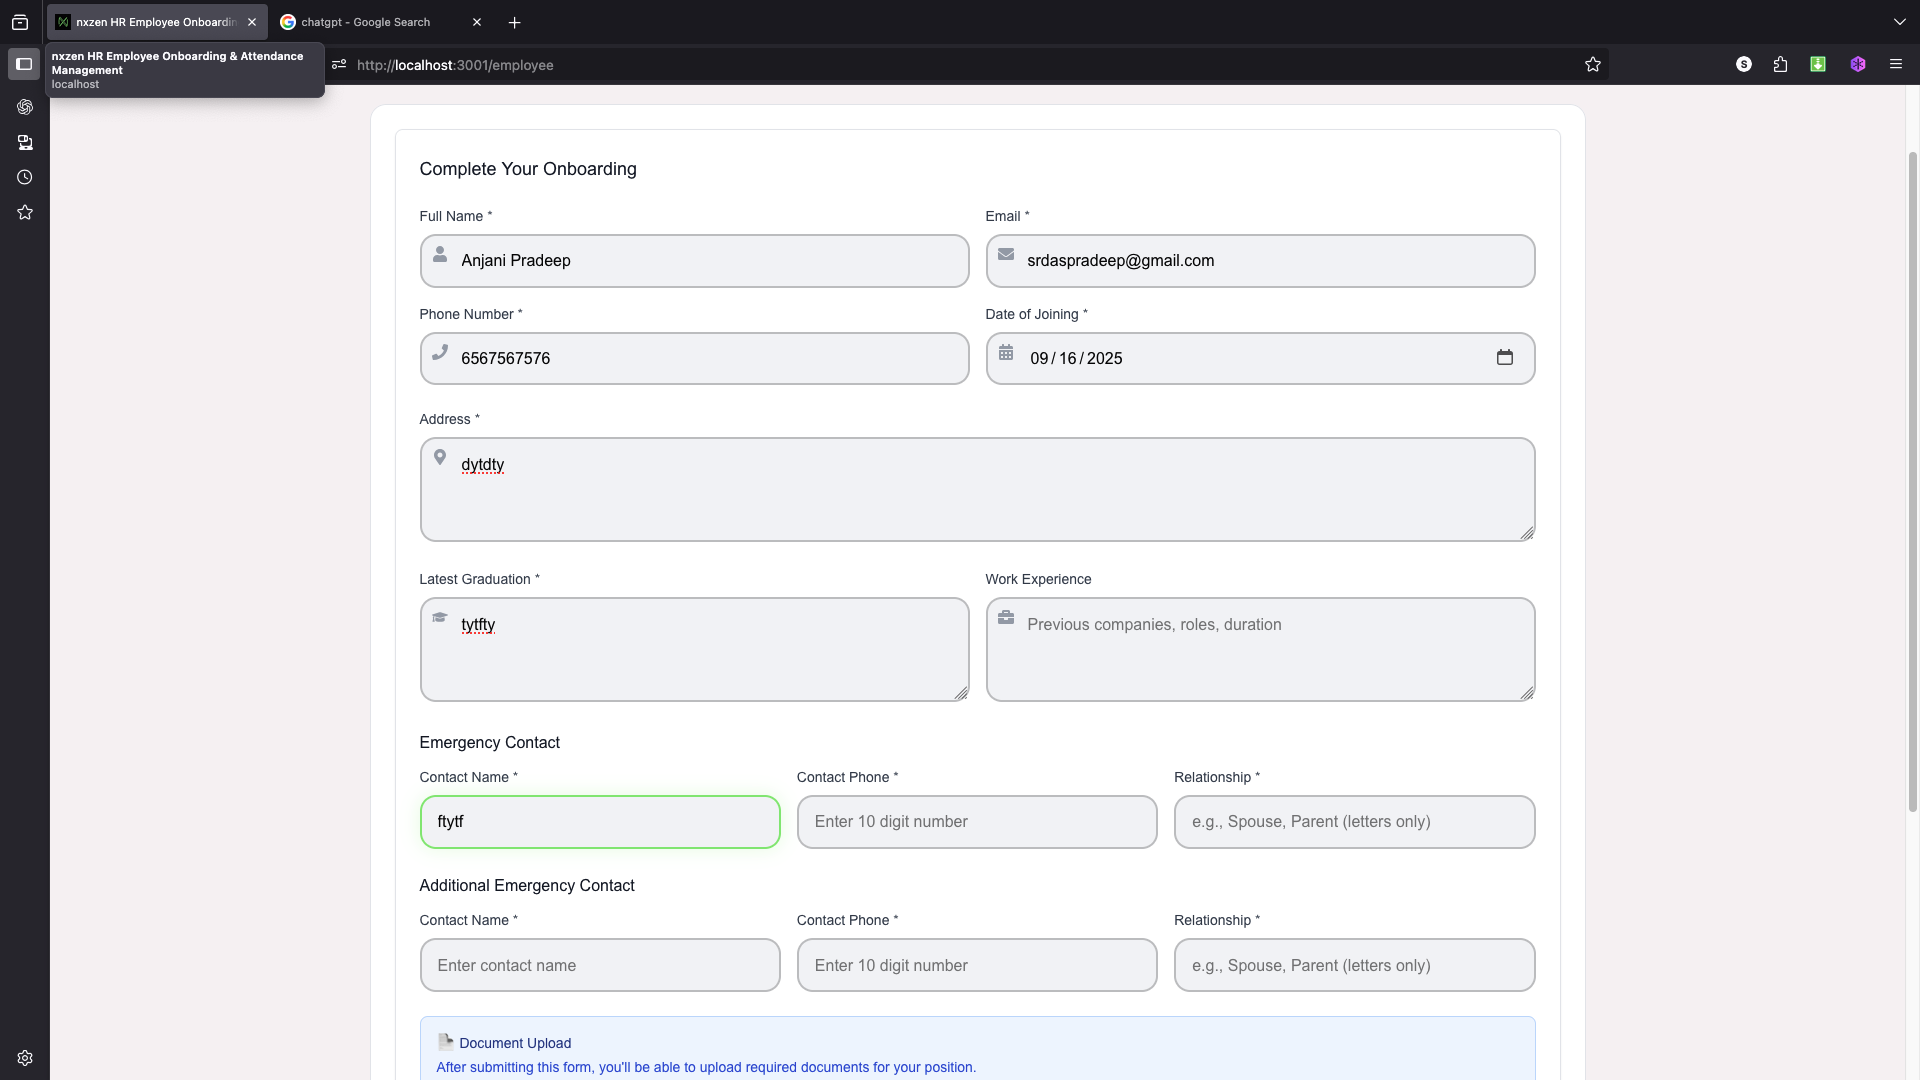 nxzen HR Employee Onboardin
chatgpt - Google Search
nxzen HR Employee Onboarding & Attendance
Management
localhost
http://localhost:3001/employee
S
Complete Your Onboarding
Full Name *
Email *
Anjani Pradeep
srdaspradeep@gmail.com
Phone Number *
Date of Joining *
6567567576
09/16/2025
Address *
dytdty
Latest Graduation *
Work Experience
tytfty
Previous companies, roles, duration
Emergency Contact
Contact Name *
Contact Phone *
Relationship *
ftytf
Enter 10 digit number
e.g., Spouse, Parent (letters only)
Additional Emergency Contact
Contact Name *
Contact Phone *
Relationship *
Enter contact name
Enter 10 digit number
e.g., Spouse, Parent (letters only)
Document Upload
After submitting this form, you'll be able to upload required documents for your position.